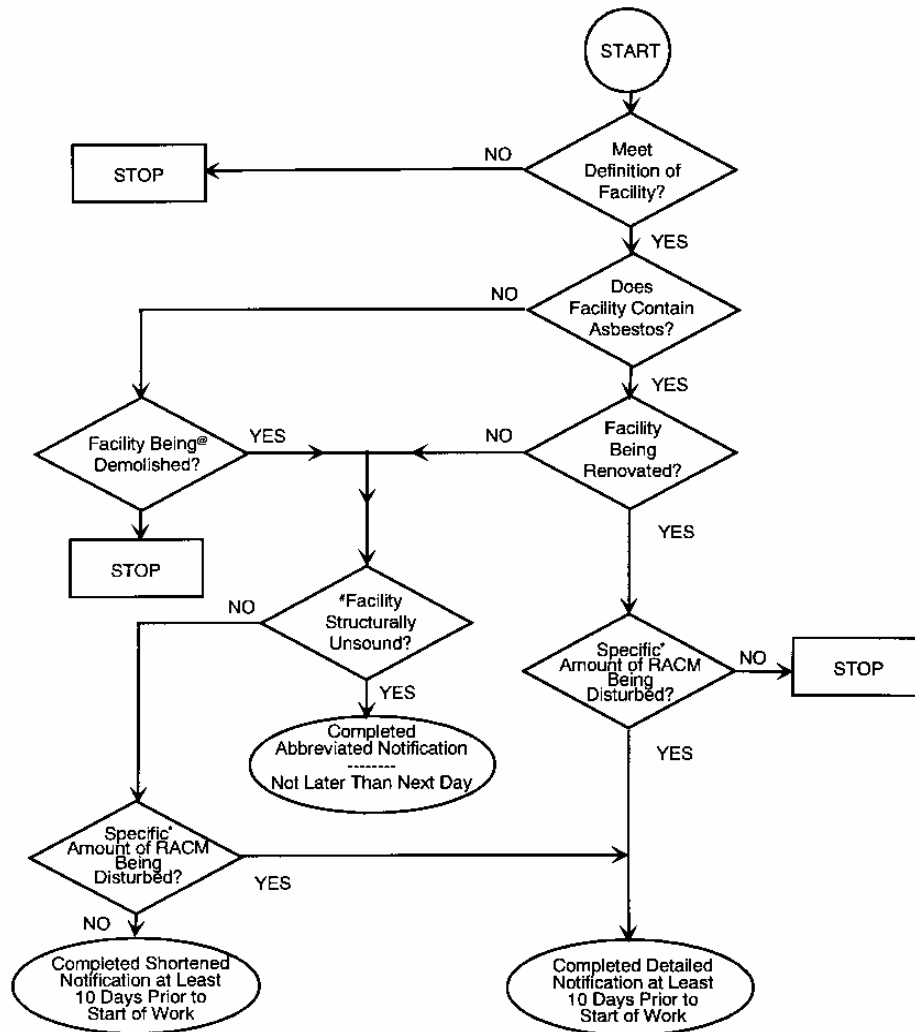 START
Meet
Definition of
Facility?
NO
STOP
YES
Does
Facility Contain
Asbestos?
NO
YES
Facility Being@
Demolished?
YES
NO
Facility
Being
Renovated?
STOP
YES
NO
#Facility
Structurally
Unsound?
Specific*
Amount of RACM
Being
Disturbed?
NO
STOP
YES
Completed
Abbreviated Notification
--------
Not Later Than Next Day
YES
Specific*
Amount of RACM
Being
Disturbed?
YES
NO
Completed Shortened
Notification at Least
10 Days Prior to
Start of Work
Completed Detailed
Notification at Least
10 Days Prior to
Start of Work